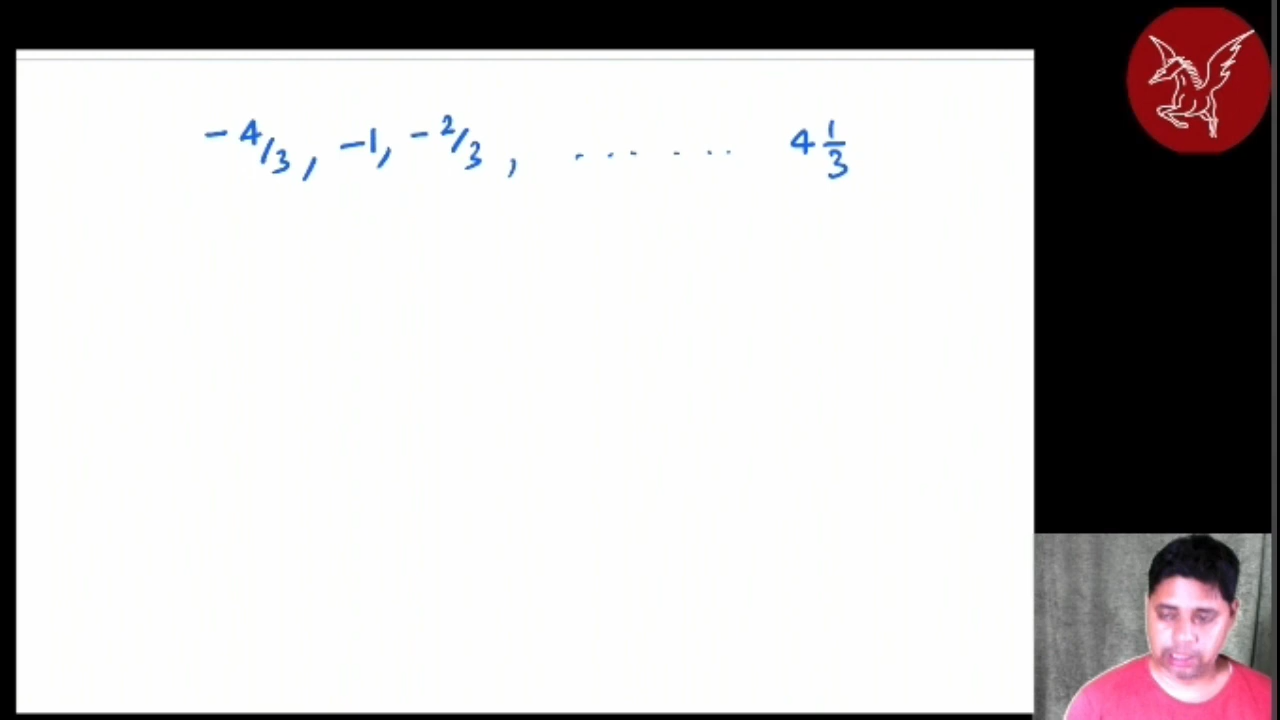 -4/3, -1, -2/3, ....... 4 1/3